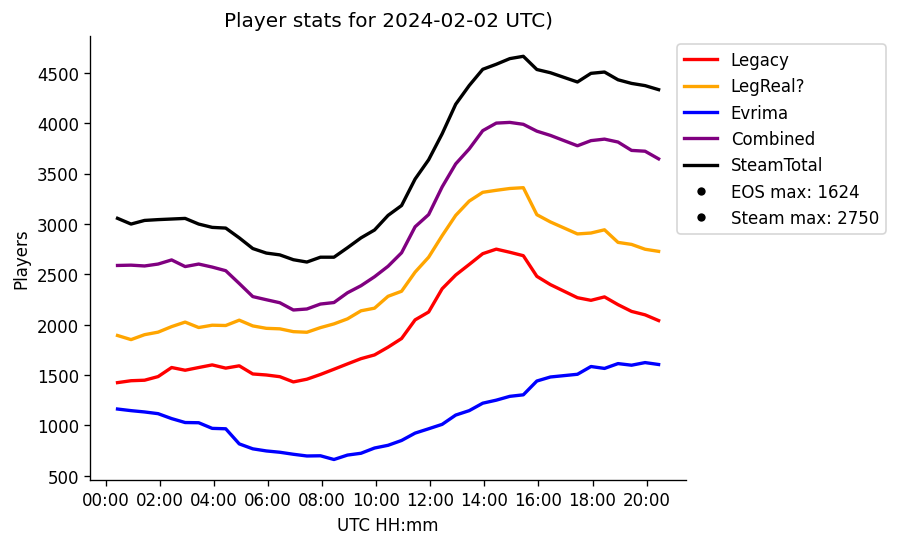 Player stats for 2024-02-02 UTC)
Legacy
LegReal?
Evrima
Combined
SteamTotal
EOS max: 1624
Steam max: 2750
Players
4500
4000
3500
3000
2500
2000
1500
1000
500
00:00 02:00 04:00 06:00 08:00 10:00 12:00 14:00 16:00 18:00 20:00
UTC HH:mm